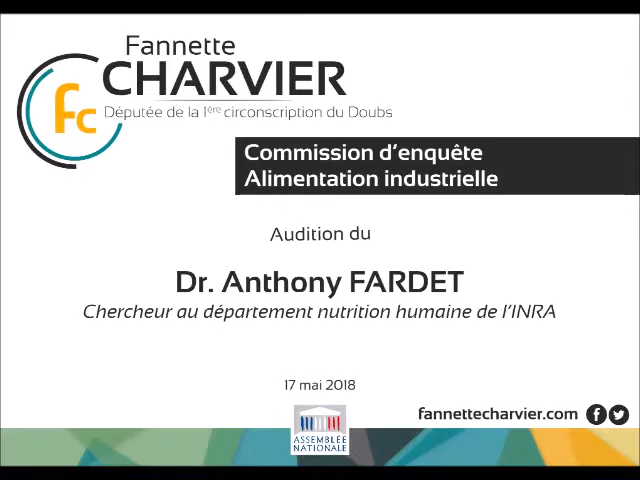 Fannette
CHARVIER
Députée de la 1ère circonscription du Doubs
Fc
Commission d'enquête
Alimentation industrielle
Audition du
Dr. Anthony FARDET
Chercheur au département nutrition humaine de l'INRA
17 mai 2018
fannettecharvier.com
ASSEMBLÉE
NATIONALE